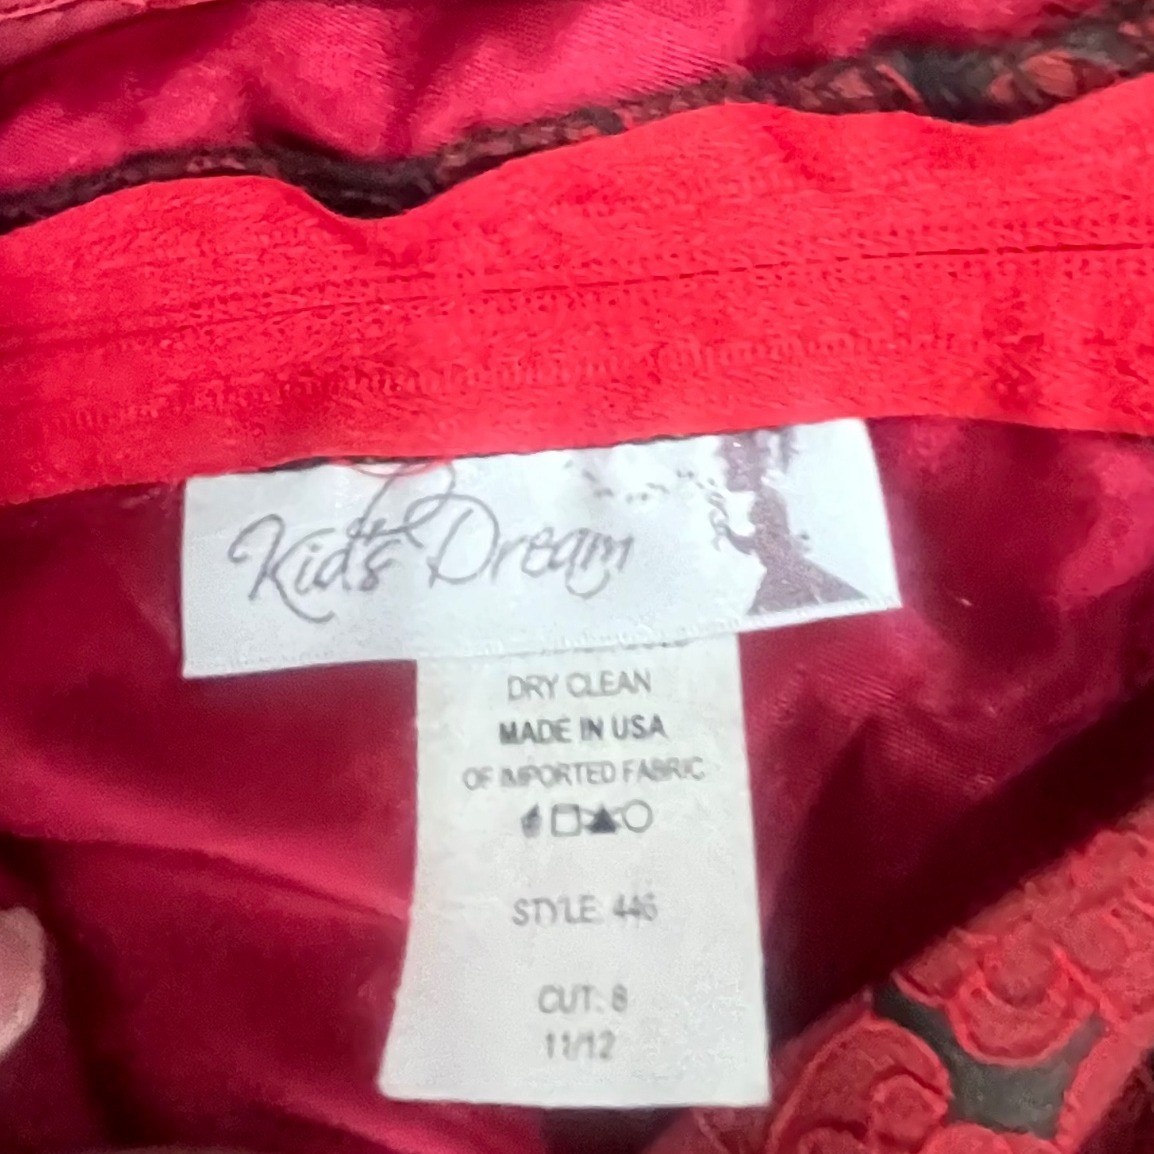 Kid's Dream
DRY CLEAN
MADE IN USA
OF IMPORTED FABRIC
STYLE: 446
CUT: 8
11/12